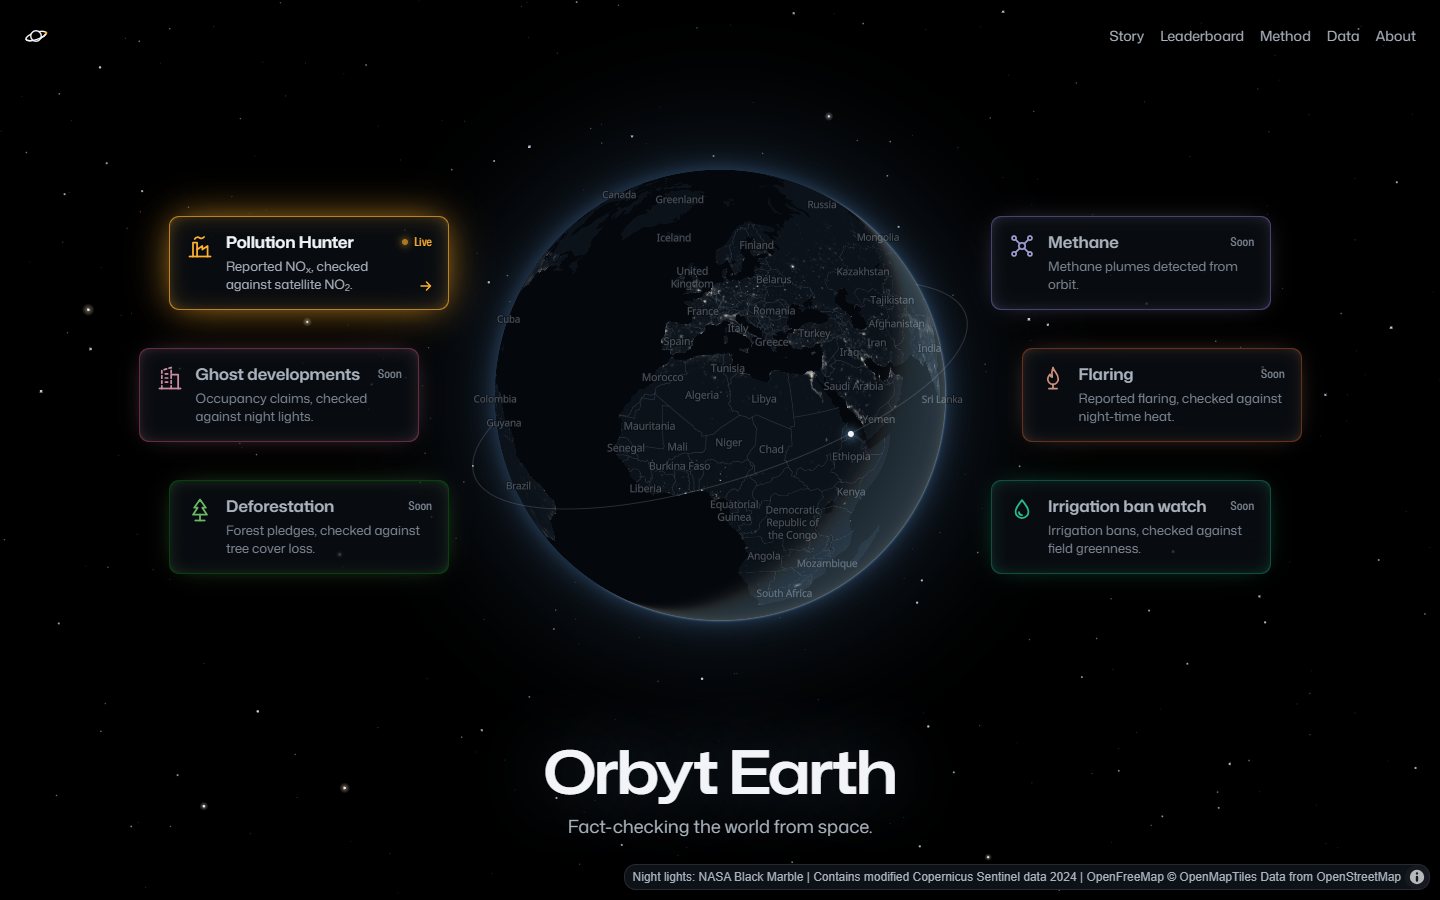 Story Leaderboard Method Data About
Pollution Hunter Live
Reported NOx, checked
against satellite NO2.
Ghost developments Soon
Occupancy claims, checked
against night lights.
Deforestation Soon
Forest pledges, checked against
tree cover loss.
Canada
Greenland
Russia
Iceland
Finland
Mongolia
United
Kingdom
Belarus
Kazakhstan
Tajikistan
France
Romania
Cuba
Italy
Turkey
Afghanistan
Spain
Greece
Iraq
Iran
India
Morocco
Tunisia
Algeria
Libya
Saudi Arabia
Colombia
Sri Lanka
Guyana
Mauritania
Yemen
Senegal
Mali
Niger
Chad
Ethiopia
Burkina Faso
Brazil
Liberia
Kenya
Equatorial
Guinea
Democratic
Republic of
the Congo
Angola
Mozambique
South Africa
Methane Soon
Methane plumes detected from
orbit.
Flaring Soon
Reported flaring, checked against
night-time heat.
Irrigation ban watch Soon
Irrigation bans, checked against
field greenness.
Orbyt Earth
Fact-checking the world from space.
Night lights: NASA Black Marble | Contains modified Copernicus Sentinel data 2024 | OpenFreeMap © OpenMapTiles Data from OpenStreetMap